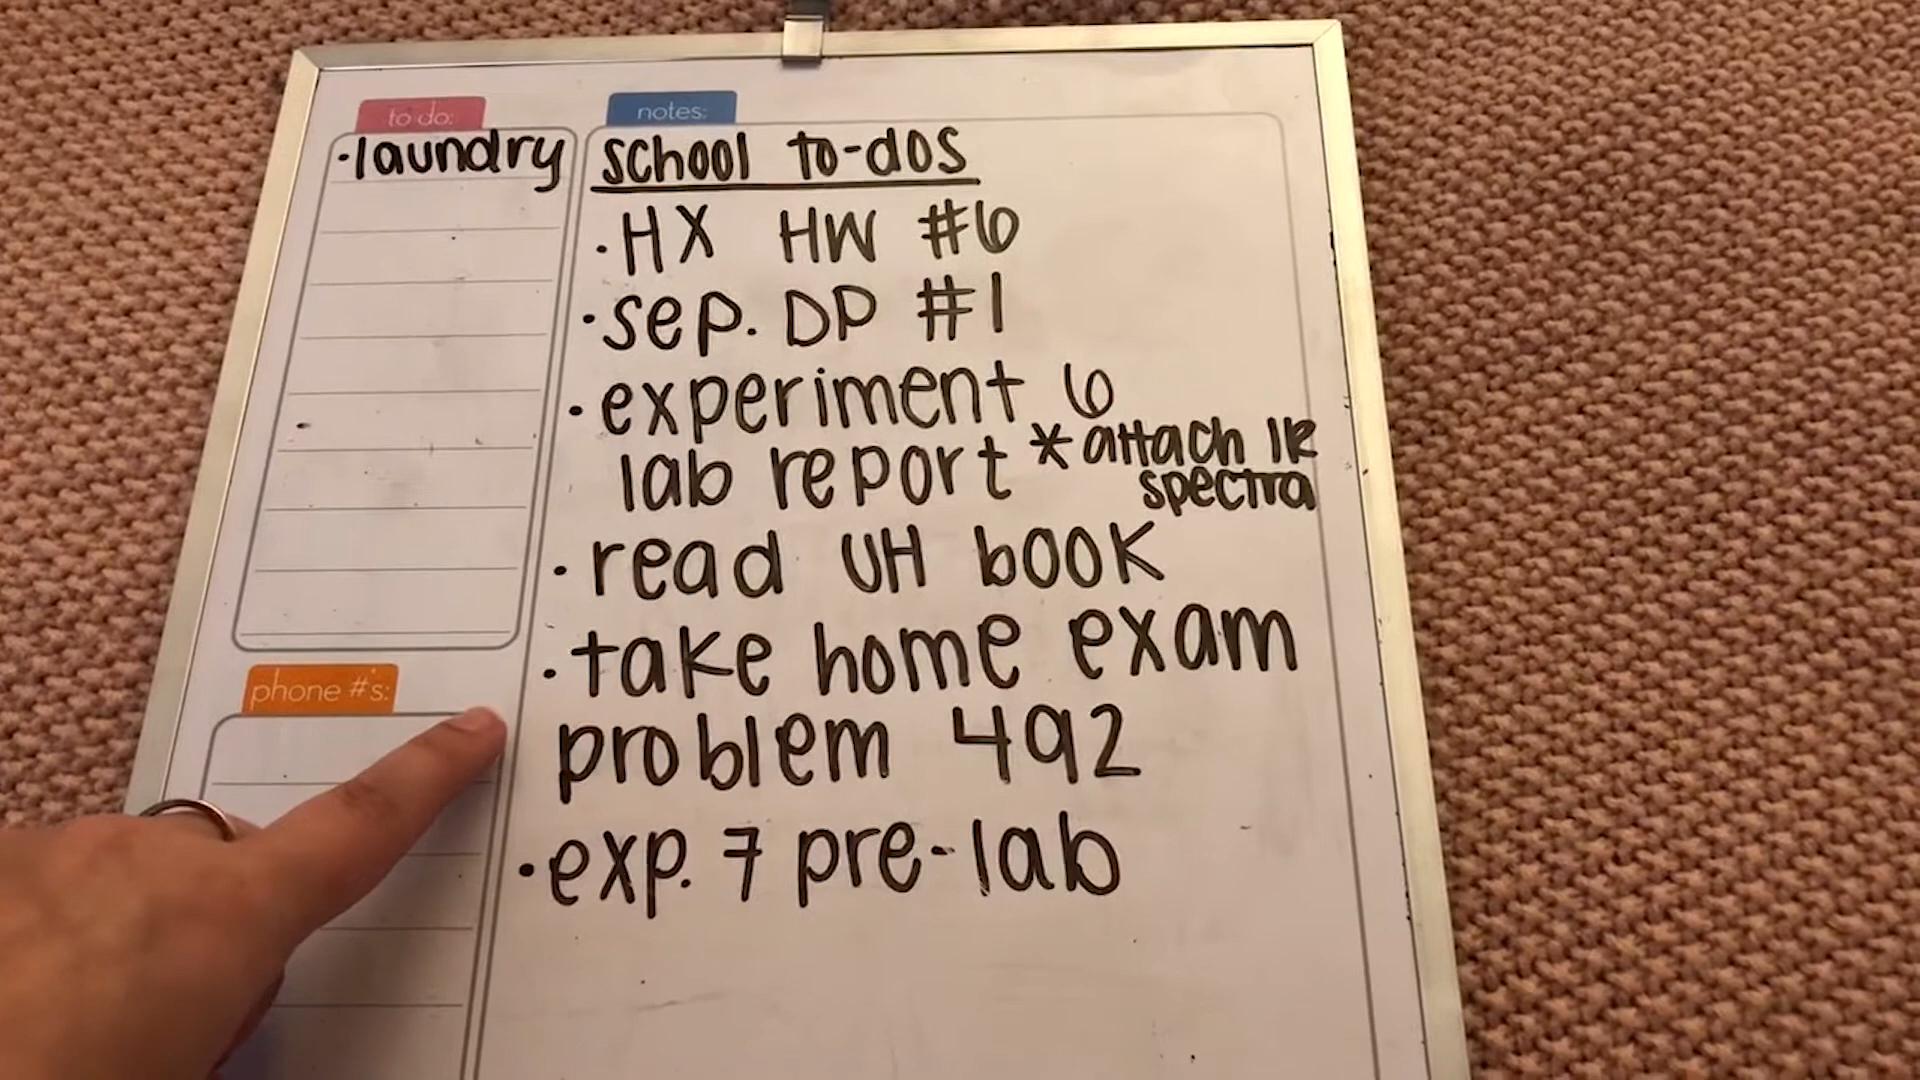 to do:
·laundry
notes:
school to-dos
·HX HW #6
·sep. DP #1
·experiment 6
lab report *attach IR
spectra
·read UH book
·take home exam
problem 492
·exp. 7 pre-lab
phone #'s: